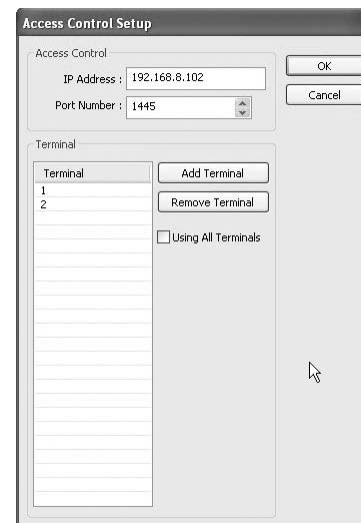 Access Control Setup
Access Control
IP Address : 192.168.8.102
Port Number : 1445
OK
Cancel
Terminal
Terminal
1
2
Add Terminal
Remove Terminal
Using All Terminals